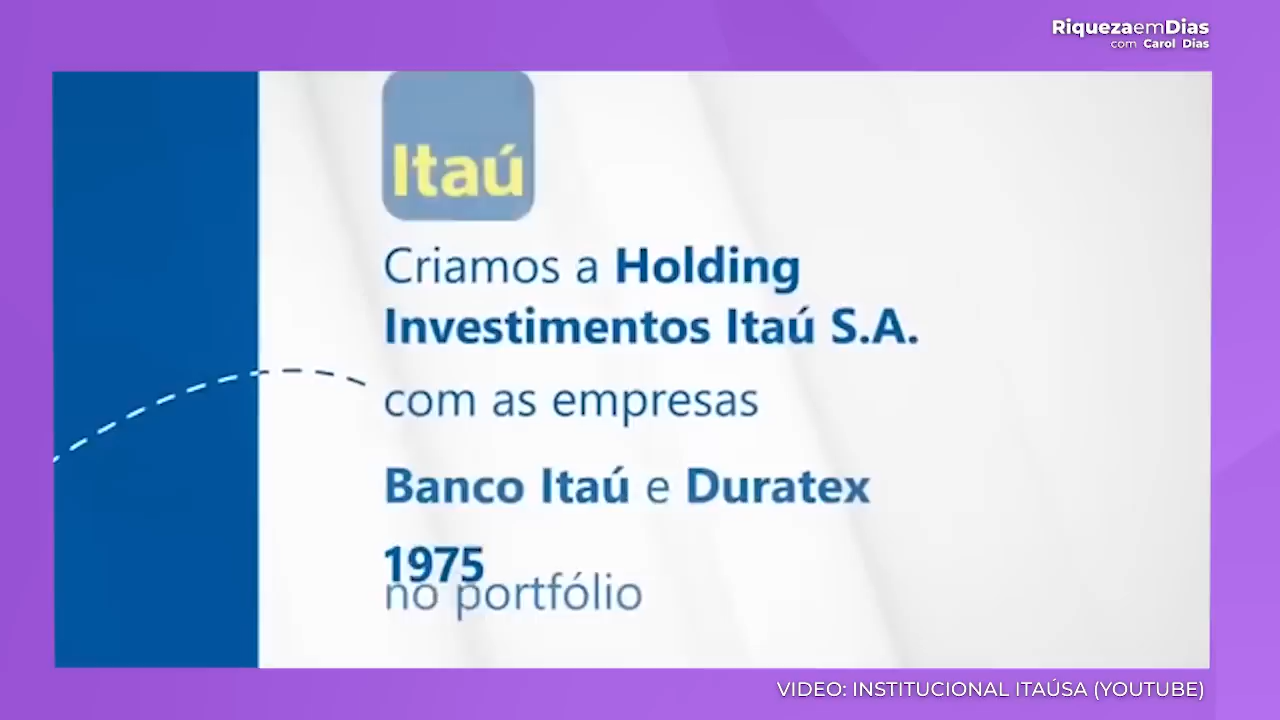 RiquezaemDias
com Carol Dias
Itaú
Criamos a Holding
Investimentos Itaú S.A.
com as empresas
Banco Itaú e Duratex
1975
no portfólio
VIDEO: INSTITUCIONAL ITAÚSA (YOUTUBE)